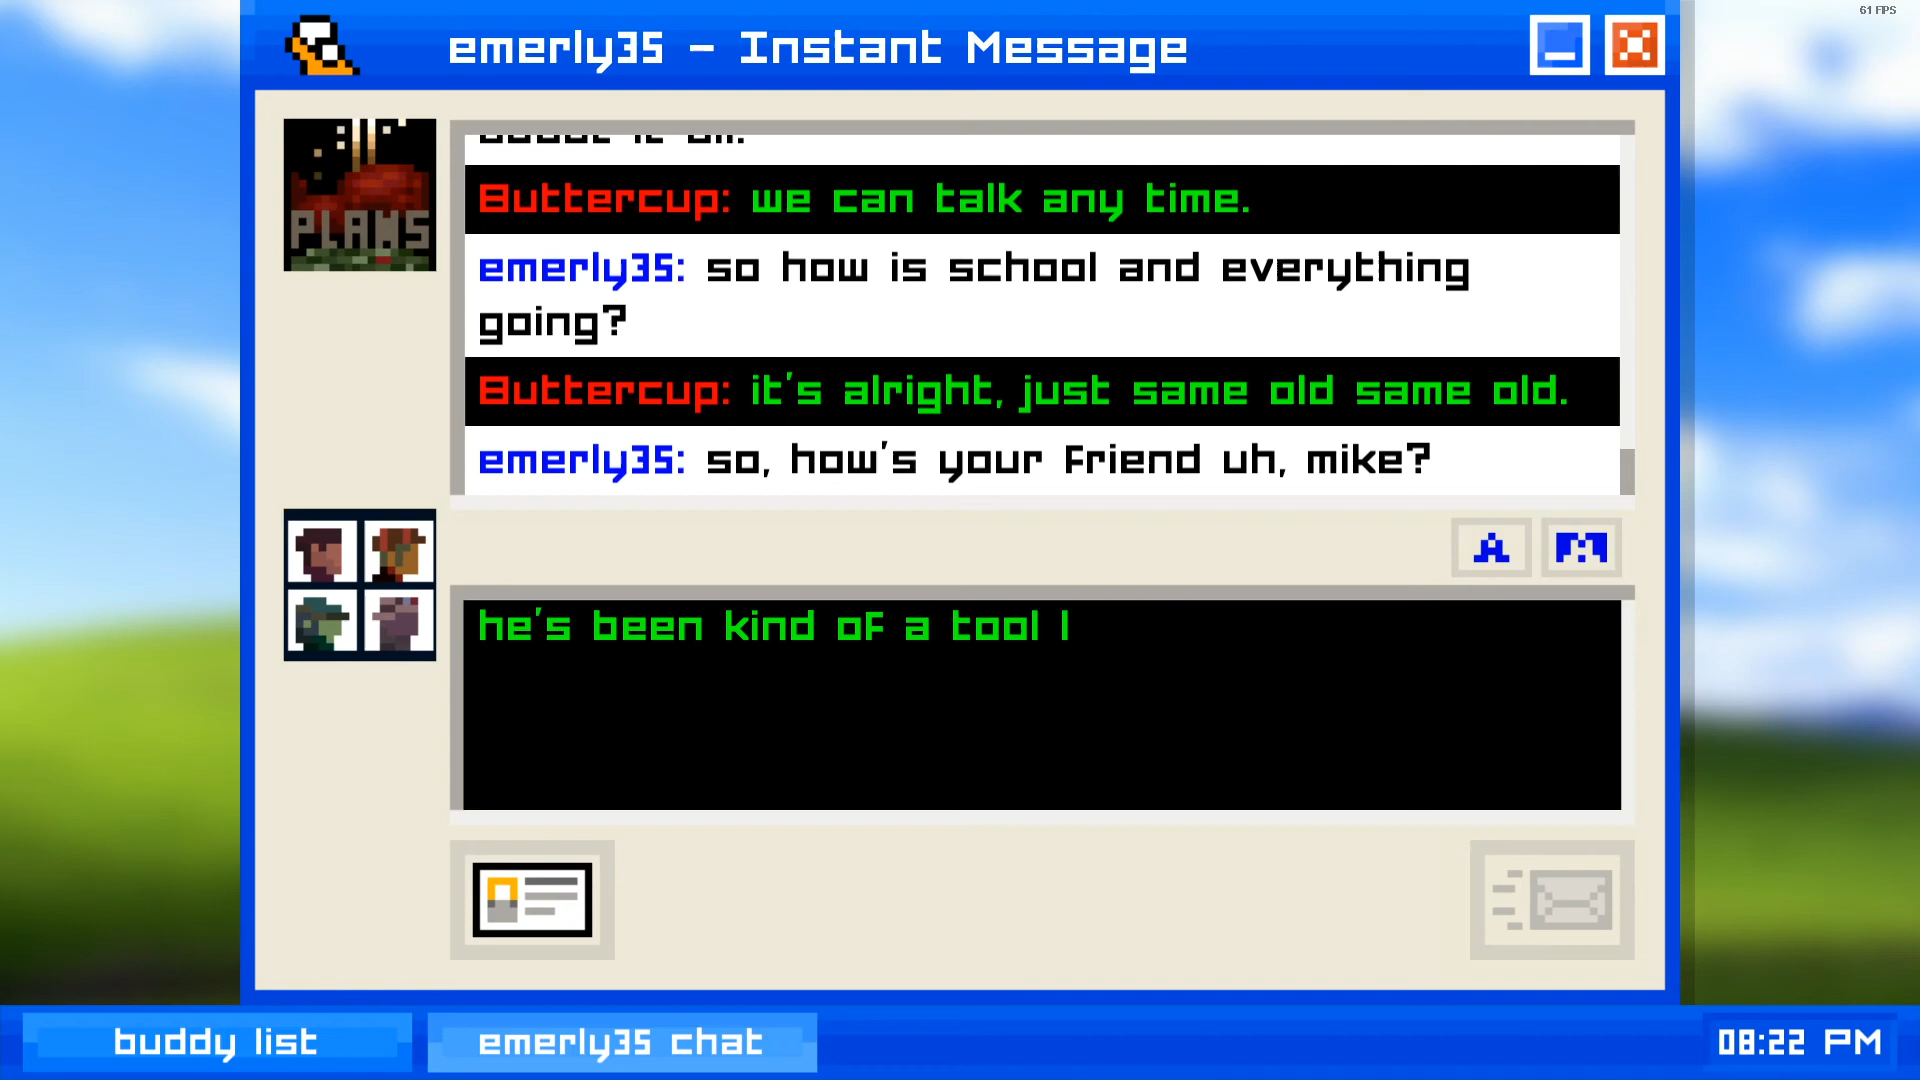 61 FPS
emerly35 - Instant Message
PLANS
Buttercup: we can talk any time.
emerly35: so how is school and everything
going?
Buttercup: it's alright, just same old same old.
emerly35: so, how's your friend uh, mike?
A M
he's been kind of a tool
buddy list
emerly35 chat
08:22 PM